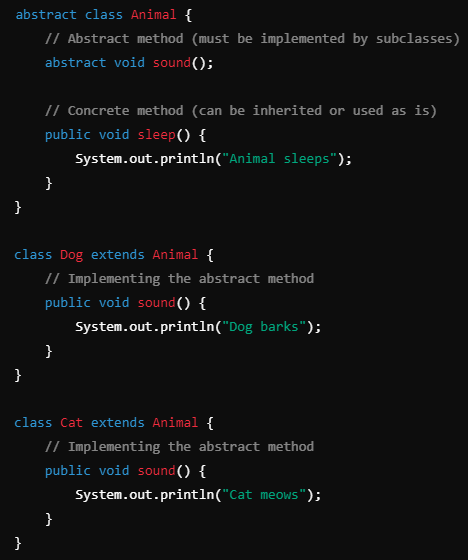 abstract class Animal {
    // Abstract method (must be implemented by subclasses)
    abstract void sound();

    // Concrete method (can be inherited or used as is)
    public void sleep() {
        System.out.println("Animal sleeps");
    }
}

class Dog extends Animal {
    // Implementing the abstract method
    public void sound() {
        System.out.println("Dog barks");
    }
}

class Cat extends Animal {
    // Implementing the abstract method
    public void sound() {
        System.out.println("Cat meows");
    }
}